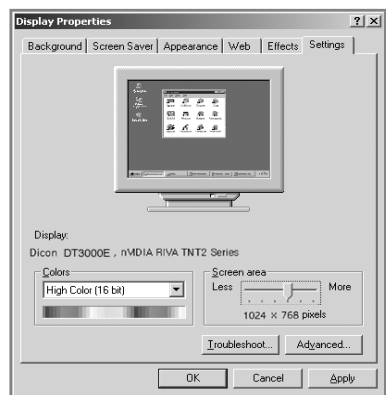 Display Properties
Background Screen Saver Appearance Web Effects Settings
Display:
Dicon DT3000E , nVIDIA RIVA TNT2 Series
Colors
High Color (16 bit)
Screen area
Less More
1024 × 768 pixels
Troubleshoot... Advanced...
OK Cancel Apply